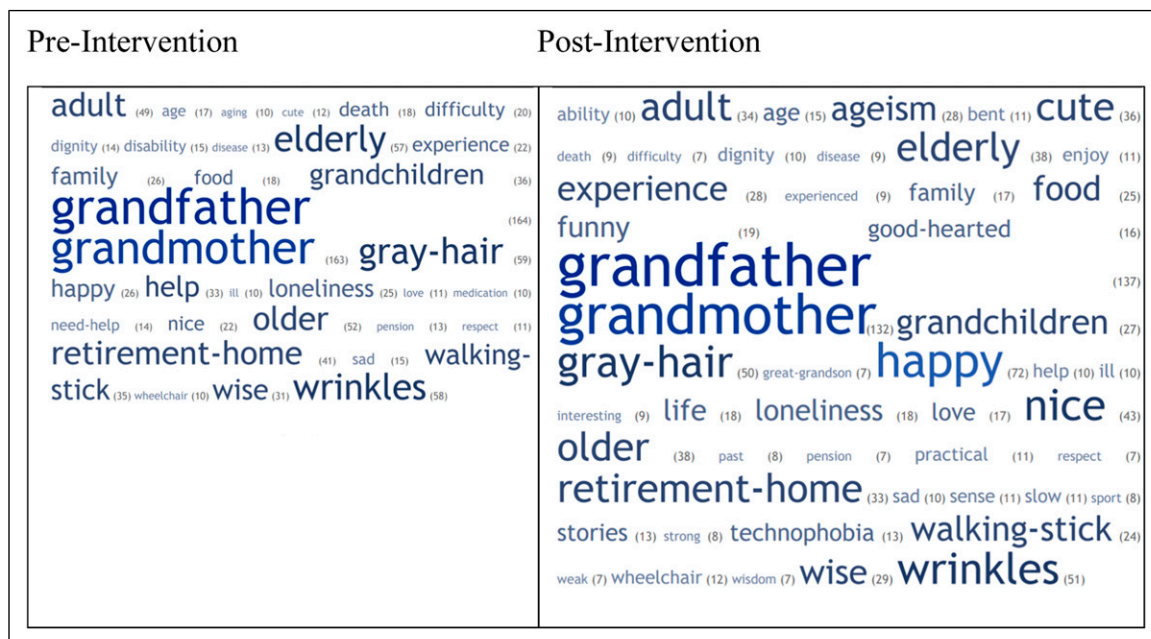 Pre-Intervention
Post-Intervention
adult (49) age (17) aging (10) cute (12) death (18) difficulty (20)
dignity (14) disability (15) disease (13) elderly (57) experience (22)
family (26) food (18) grandchildren (36)
grandfather (164)
grandmother (163) gray-hair (59)
happy (26) help (33) ill (10) loneliness (25) love (11) medication (10)
need-help (14) nice (22) older (52) pension (13) respect (11)
retirement-home (41) sad (15) walking-
stick (35) wheelchair (10) wise (31) wrinkles (58)
ability (10) adult (34) age (15) ageism (28) bent (11) cute (36)
death (9) difficulty (7) dignity (10) disease (9) elderly (38) enjoy (11)
experience (28) experienced (9) family (17) food (25)
funny (19) good-hearted (16)
grandfather (137)
grandmother (132) grandchildren (27)
gray-hair (50) great-grandson (7) happy (72) help (10) ill (10)
interesting (9) life (18) loneliness (18) love (17) nice (43)
older (38) past (8) pension (7) practical (11) respect (7)
retirement-home (33) sad (10) sense (11) slow (11) sport (8)
stories (13) strong (8) technophobia (13) walking-stick (24)
weak (7) wheelchair (12) wisdom (7) wise (29) wrinkles (51)